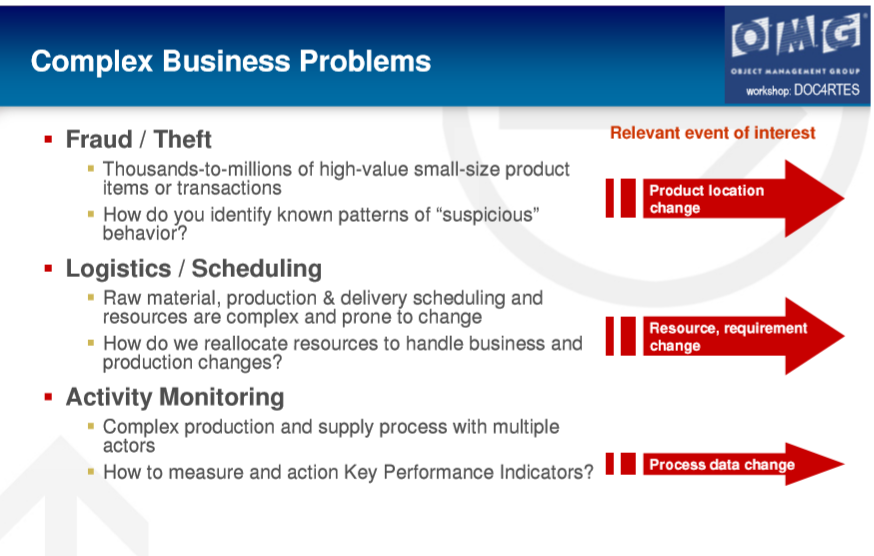 Complex Business Problems
OMG
OBJECT MANAGEMENT GROUP
workshop: DOC4RTES
Relevant event of interest
Fraud / Theft
Thousands-to-millions of high-value small-size product
items or transactions
How do you identify known patterns of “suspicious”
behavior?
Product location
change
Logistics / Scheduling
Raw material, production & delivery scheduling and
resources are complex and prone to change
How do we reallocate resources to handle business and
production changes?
Resource, requirement
change
Activity Monitoring
Complex production and supply process with multiple
actors
How to measure and action Key Performance Indicators?
Process data change